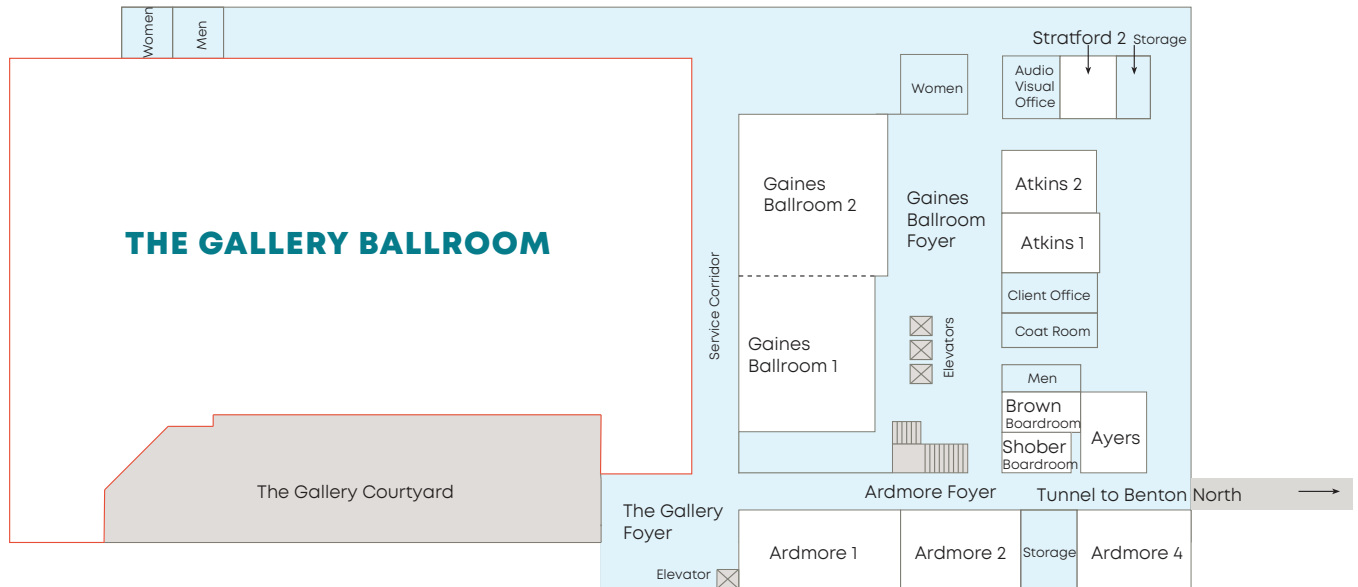 Women
Men
Stratford 2
Storage
Audio
Visual
Office
Women
Gaines
Ballroom 2
Gaines
Ballroom
Foyer
Atkins 2
THE GALLERY BALLROOM
Atkins 1
Service Corridor
Client Office
Coat Room
Elevators
Gaines
Ballroom 1
Men
Brown
Boardroom
Ayers
Shober
Boardroom
The Gallery Courtyard
Ardmore Foyer
Tunnel to Benton North
The Gallery
Foyer
Ardmore 1
Ardmore 2
Storage
Ardmore 4
Elevator